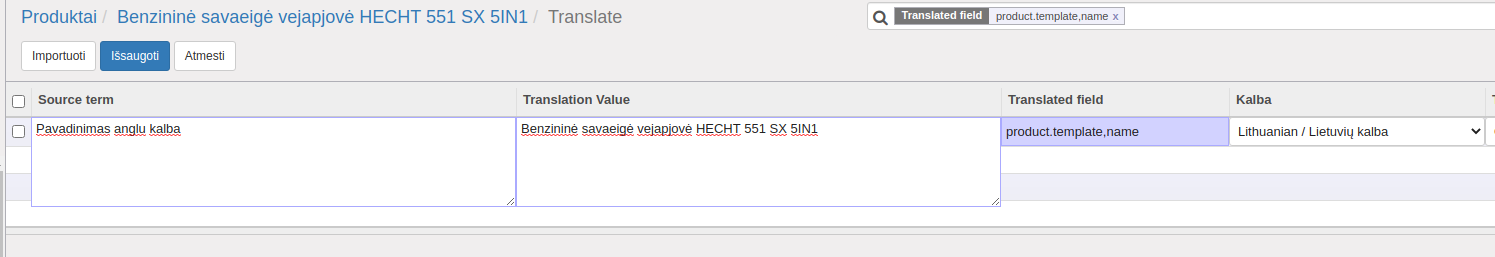 Produktai / Benzininė savaeigė vejapjovė HECHT 551 SX 5IN1 / Translate
Translated field product.template,name x
Importuoti Išsaugoti Atmesti
Source term Translation Value Translated field Kalba
Pavadinimas anglu kalba Benzininė savaeigė vejapjovė HECHT 551 SX 5IN1 product.template,name Lithuanian / Lietuvių kalba